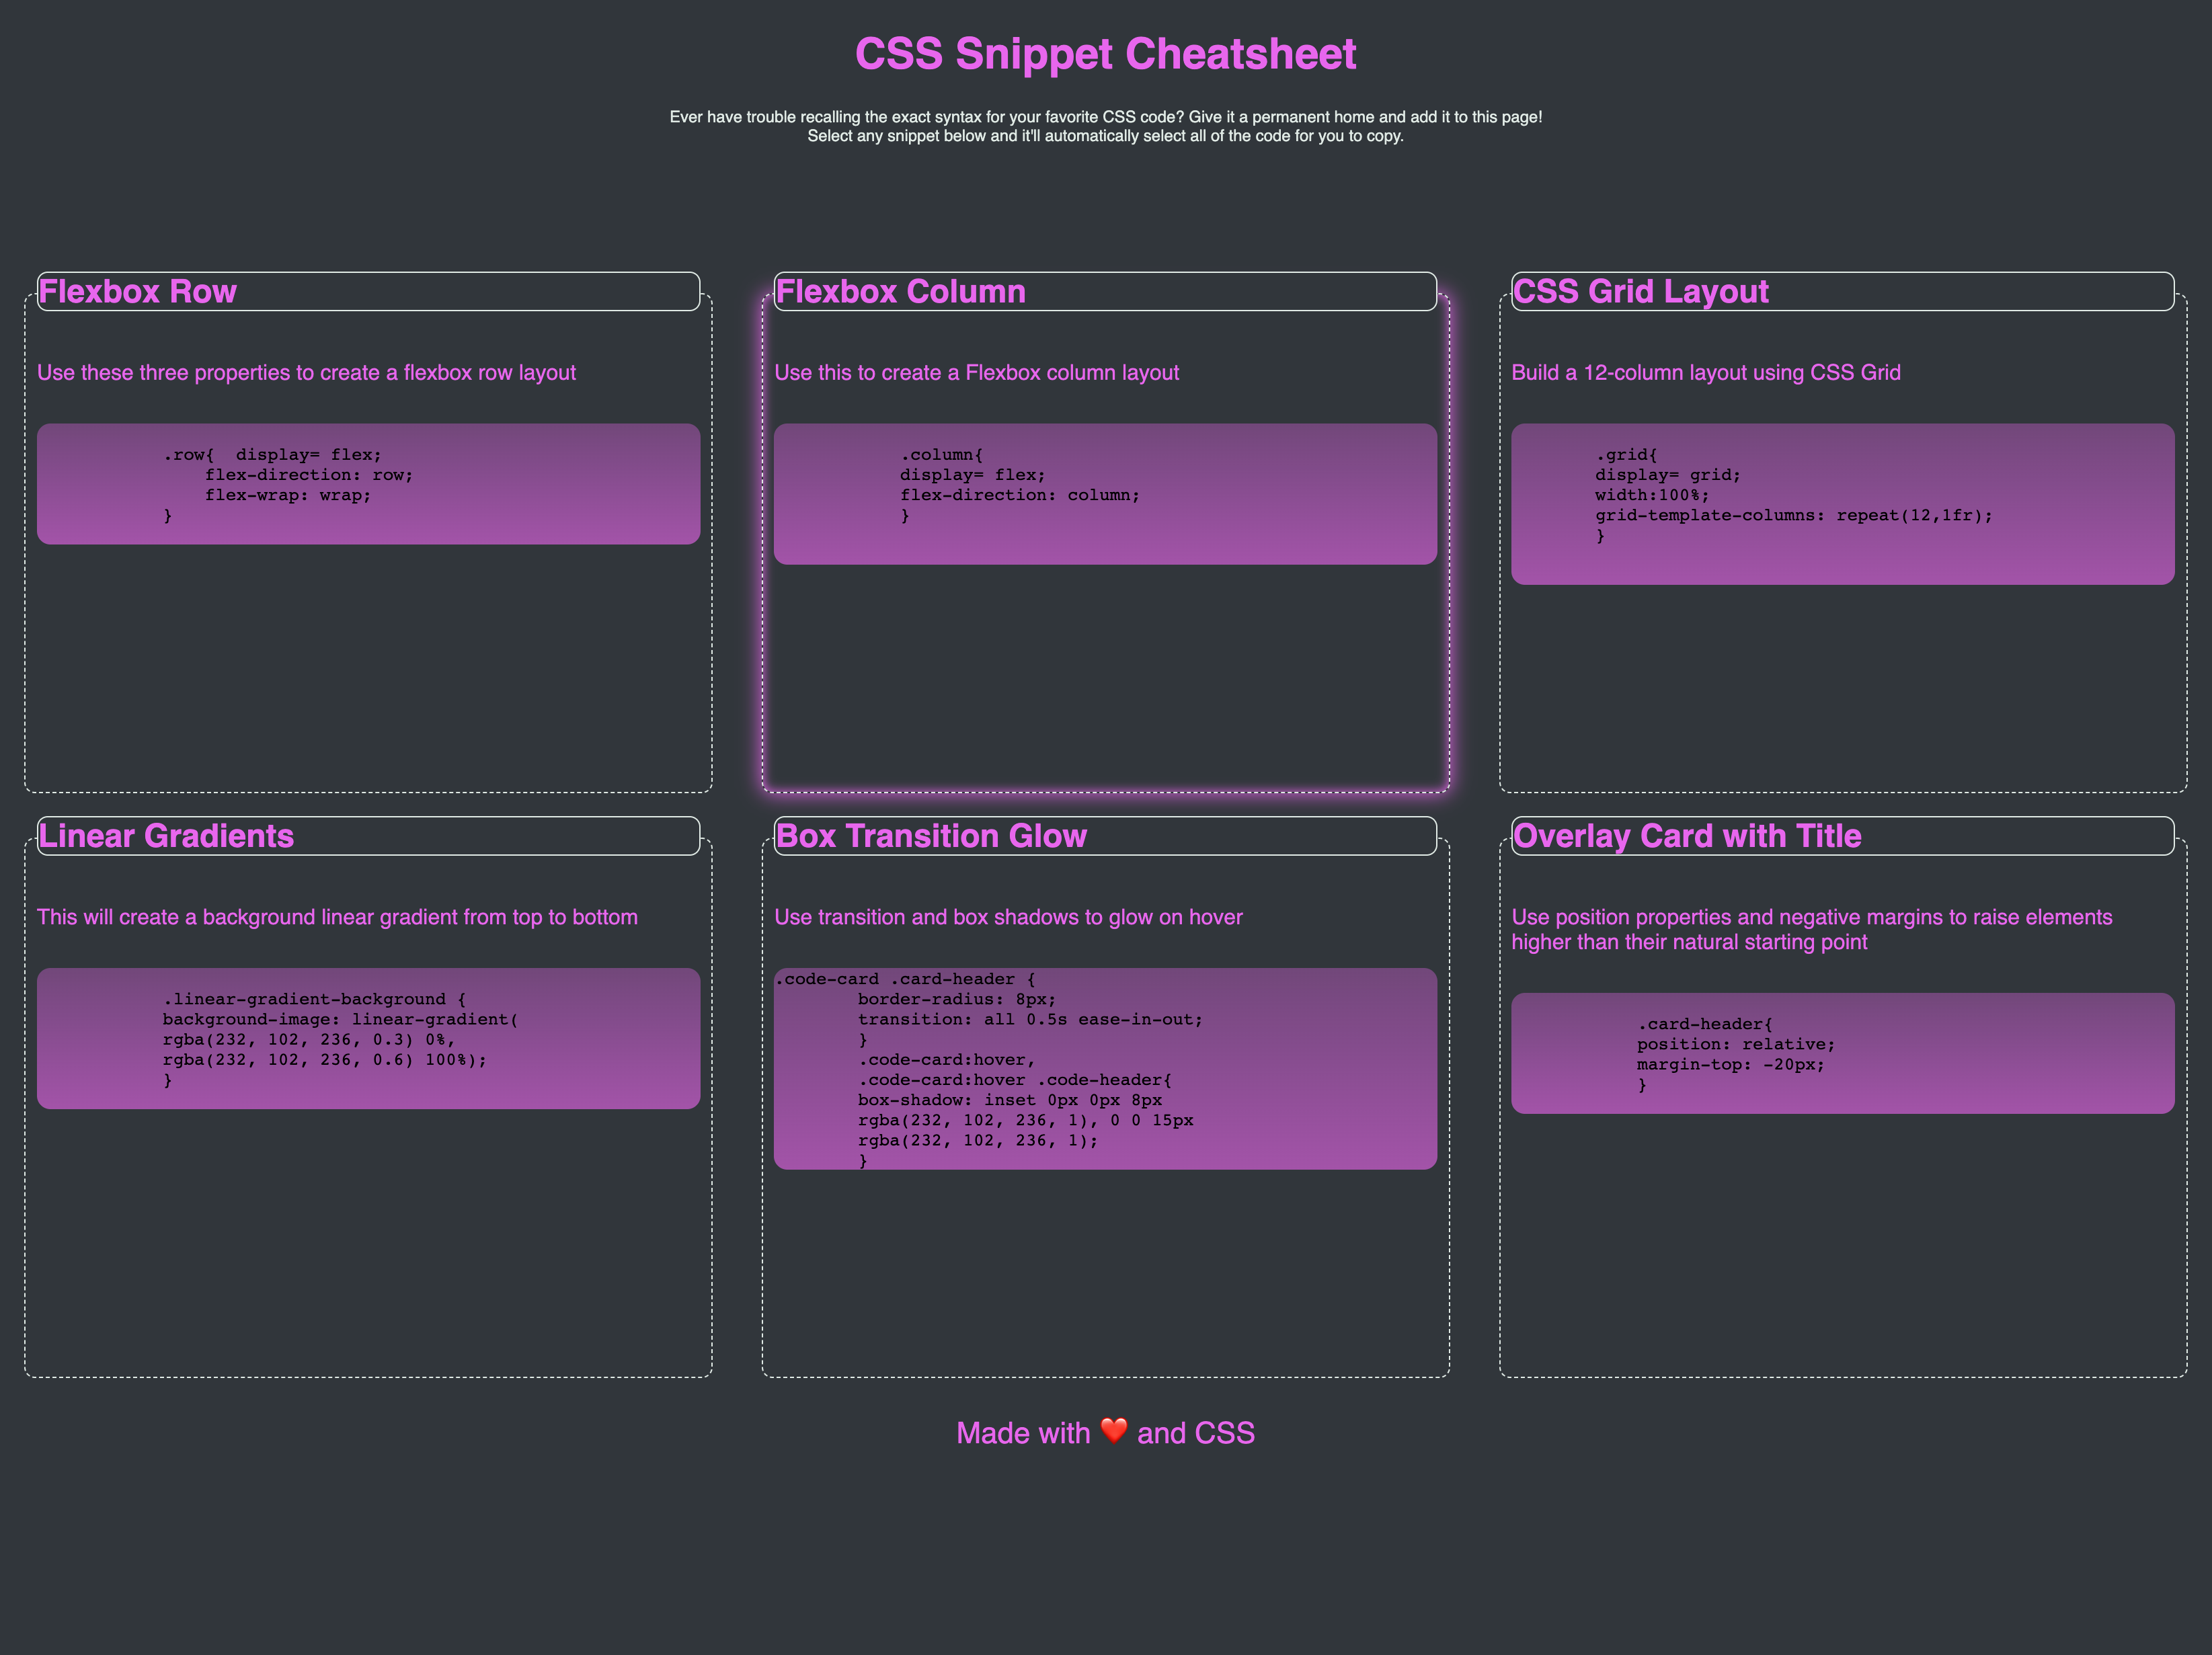 CSS Snippet Cheatsheet
Ever have trouble recalling the exact syntax for your favorite CSS code? Give it a permanent home and add it to this page!
Select any snippet below and it'll automatically select all of the code for you to copy.
Flexbox Row
Use these three properties to create a flexbox row layout
.row{  display= flex;
flex-direction: row;
flex-wrap: wrap;
}
Flexbox Column
Use this to create a Flexbox column layout
.column{
display= flex;
flex-direction: column;
}
CSS Grid Layout
Build a 12-column layout using CSS Grid
.grid{
display= grid;
width:100%;
grid-template-columns: repeat(12,1fr);
}
Linear Gradients
This will create a background linear gradient from top to bottom
.linear-gradient-background {
background-image: linear-gradient(
rgba(232, 102, 236, 0.3) 0%,
rgba(232, 102, 236, 0.6) 100%);
}
Box Transition Glow
Use transition and box shadows to glow on hover
.code-card .card-header {
border-radius: 8px;
transition: all 0.5s ease-in-out;
}
.code-card:hover,
.code-card:hover .code-header{
box-shadow: inset 0px 0px 8px
rgba(232, 102, 236, 1), 0 0 15px
rgba(232, 102, 236, 1);
}
Overlay Card with Title
Use position properties and negative margins to raise elements
higher than their natural starting point
.card-header{
position: relative;
margin-top: -20px;
}
Made with ❤️ and CSS